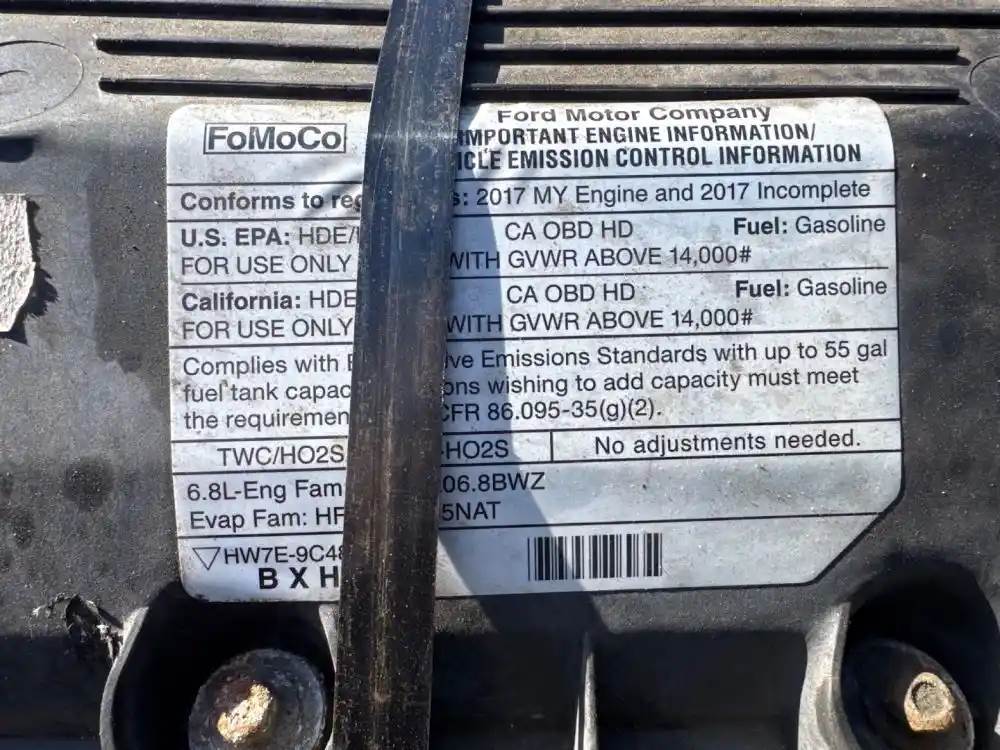 FoMoCo
Ford Motor Company
IMPORTANT ENGINE INFORMATION/
ICLE EMISSION CONTROL INFORMATION
Conforms to reg s: 2017 MY Engine and 2017 Incomplete
U.S. EPA: HDE/ CA OBD HD Fuel: Gasoline
FOR USE ONLY WITH GVWR ABOVE 14,000#
California: HDE CA OBD HD Fuel: Gasoline
FOR USE ONLY WITH GVWR ABOVE 14,000#
Complies with ve Emissions Standards with up to 55 gal
fuel tank capac ons wishing to add capacity must meet
the requiremen CFR 86.095-35(g)(2).
TWC/HO2S -HO2S No adjustments needed.
6.8L-Eng Fam 06.8BWZ
Evap Fam: HF 5NAT
HW7E-9C48
B X H